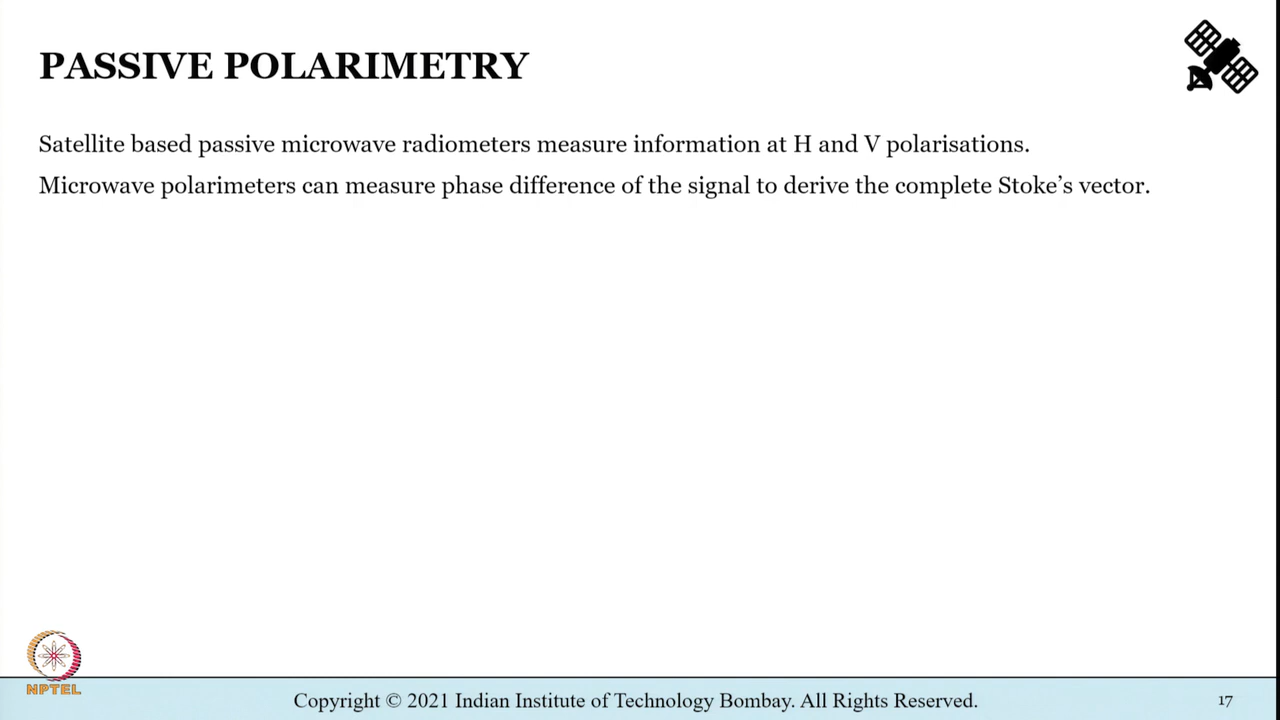 PASSIVE POLARIMETRY
Satellite based passive microwave radiometers measure information at H and V polarisations.
Microwave polarimeters can measure phase difference of the signal to derive the complete Stoke’s vector.
NPTEL
Copyright © 2021 Indian Institute of Technology Bombay. All Rights Reserved.
17